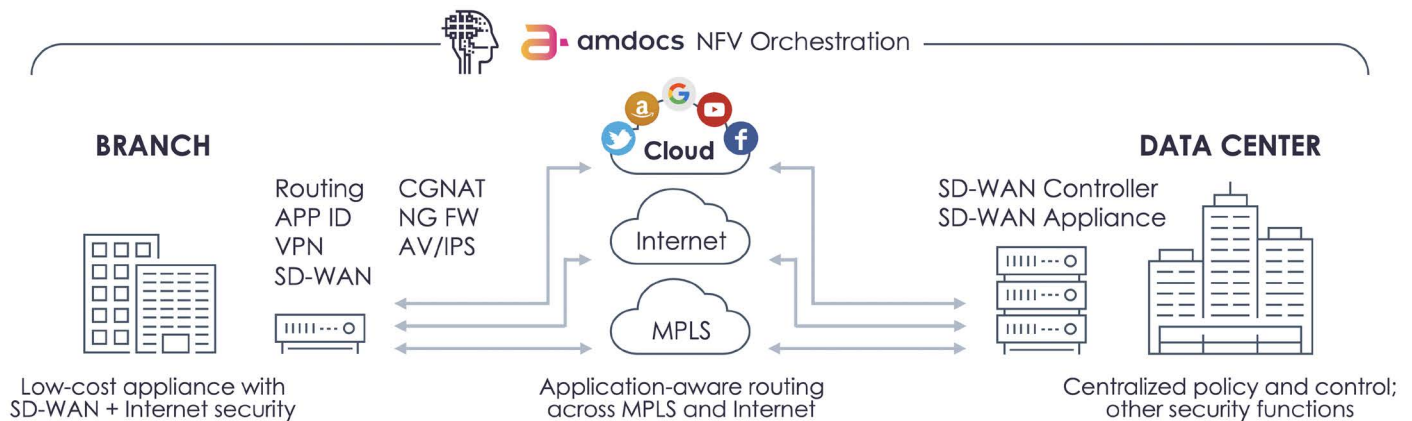 amdocs NFV Orchestration
BRANCH
Routing
APP ID
VPN
SD-WAN
CGNAT
NG FW
AV/IPS
Low-cost appliance with
SD-WAN + Internet security
Cloud
Internet
MPLS
Application-aware routing
across MPLS and Internet
DATA CENTER
SD-WAN Controller
SD-WAN Appliance
Centralized policy and control;
other security functions